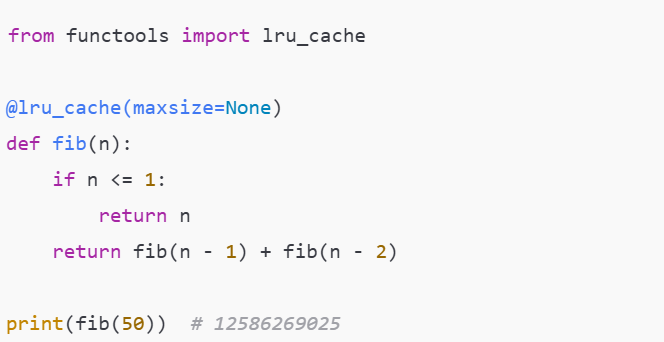 from functools import lru_cache

@lru_cache(maxsize=None)
def fib(n):
    if n <= 1:
        return n
    return fib(n - 1) + fib(n - 2)

print(fib(50))  # 12586269025